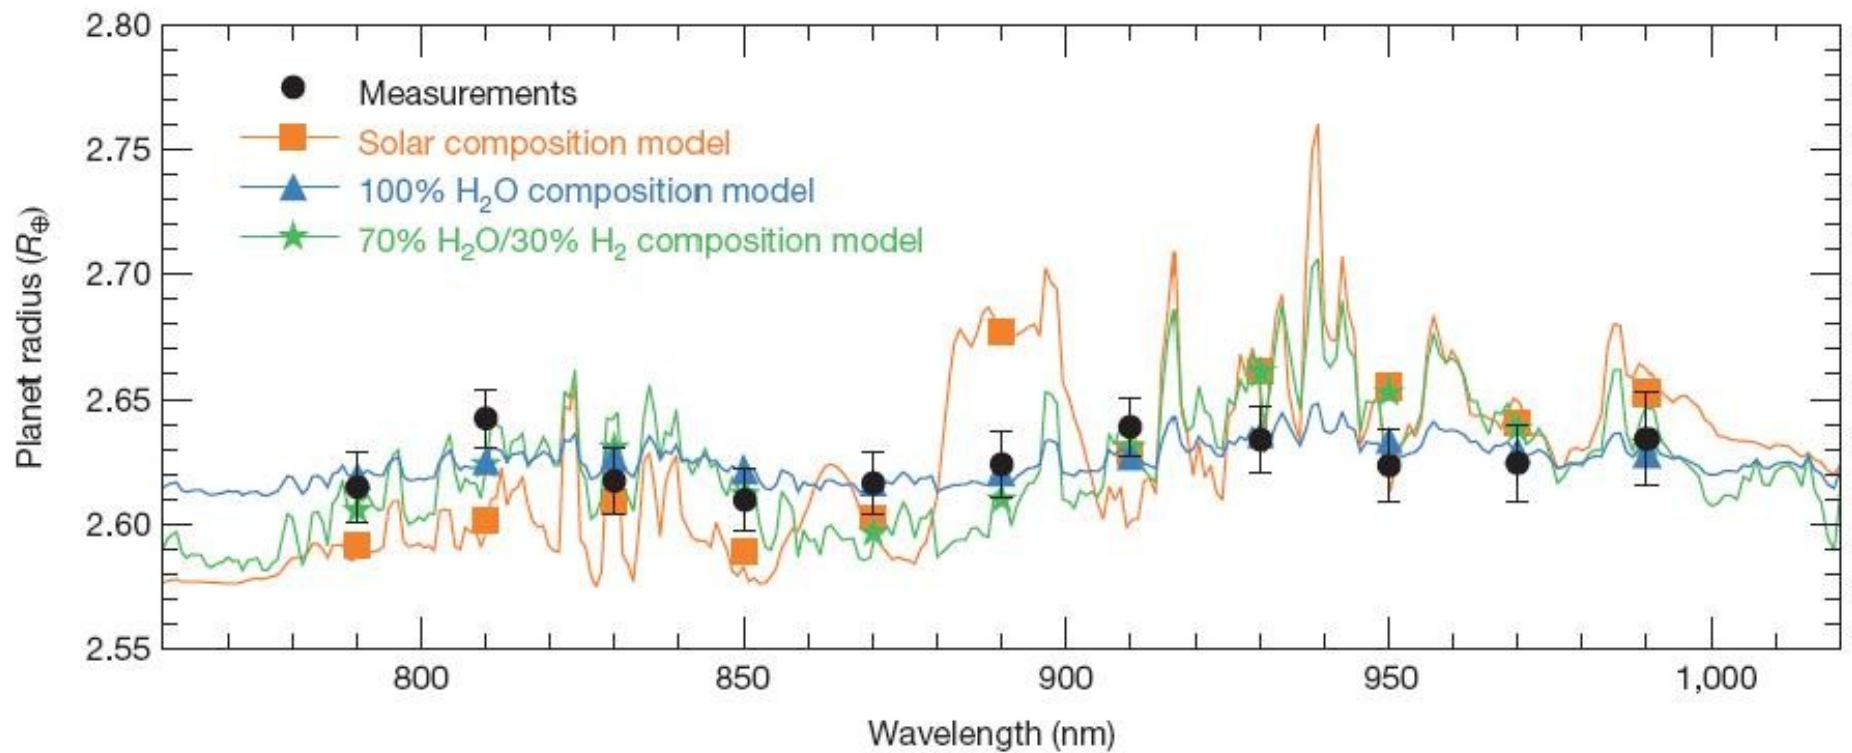 2.80
2.75
2.70
2.65
2.60
2.55
Planet radius (R⊕)
Measurements
Solar composition model
100% H₂O composition model
70% H₂O/30% H₂ composition model
800 850 900 950 1,000
Wavelength (nm)